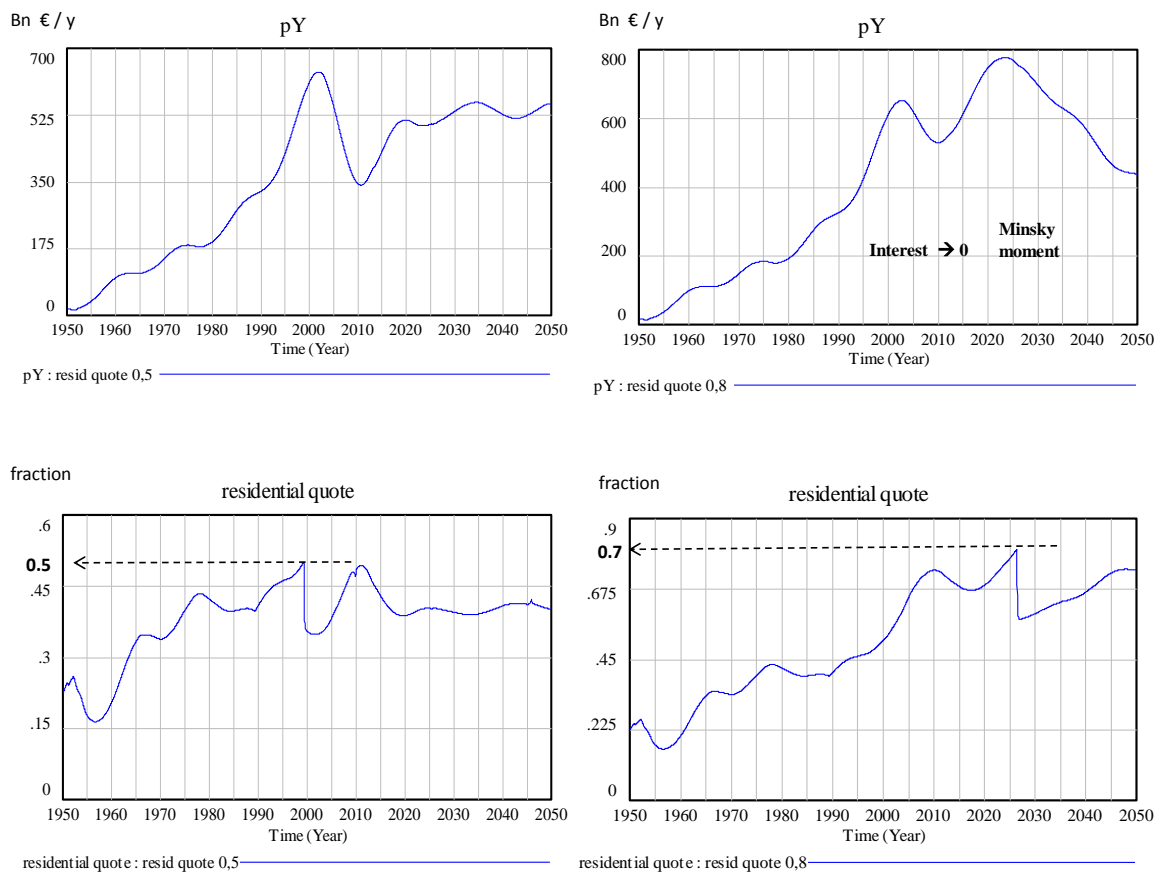 Bn € / y
pY
700
525
350
175
0
1950 1960 1970 1980 1990 2000 2010 2020 2030 2040 2050
Time (Year)
pY : resid quote 0,5
Bn € / y
pY
800
600
400
200
0
Interest → 0
Minsky
moment
1950 1960 1970 1980 1990 2000 2010 2020 2030 2040 2050
Time (Year)
pY : resid quote 0,8
fraction
residential quote
.6
0.5
.45
.3
.15
0
1950 1960 1970 1980 1990 2000 2010 2020 2030 2040 2050
Time (Year)
residential quote : resid quote 0,5
fraction
residential quote
.9
0.7
.675
.45
.225
0
1950 1960 1970 1980 1990 2000 2010 2020 2030 2040 2050
Time (Year)
residential quote : resid quote 0,8